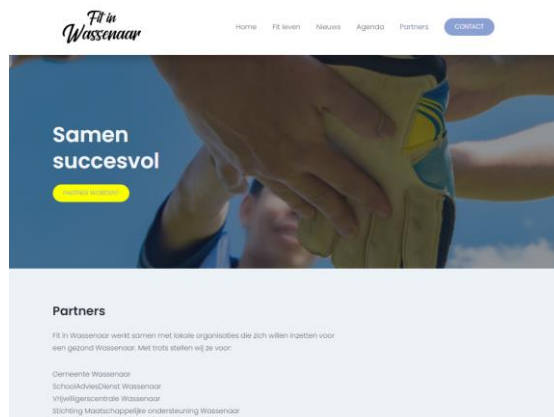 Fit in
Wassenaar
Home Fit leven Nieuws Agenda Partners CONTACT
Samen
succesvol
PARTNER WORDEN?
Partners
Fit in Wassenaar werkt samen met lokale organisaties die zich willen inzetten voor
een gezond Wassenaar. Met trots stellen wij ze voor:
Gemeente Wassenaar
SchoolAdviesDienst Wassenaar
Vrijwilligerscentrale Wassenaar
Stichting Maatschappelijke ondersteuning Wassenaar